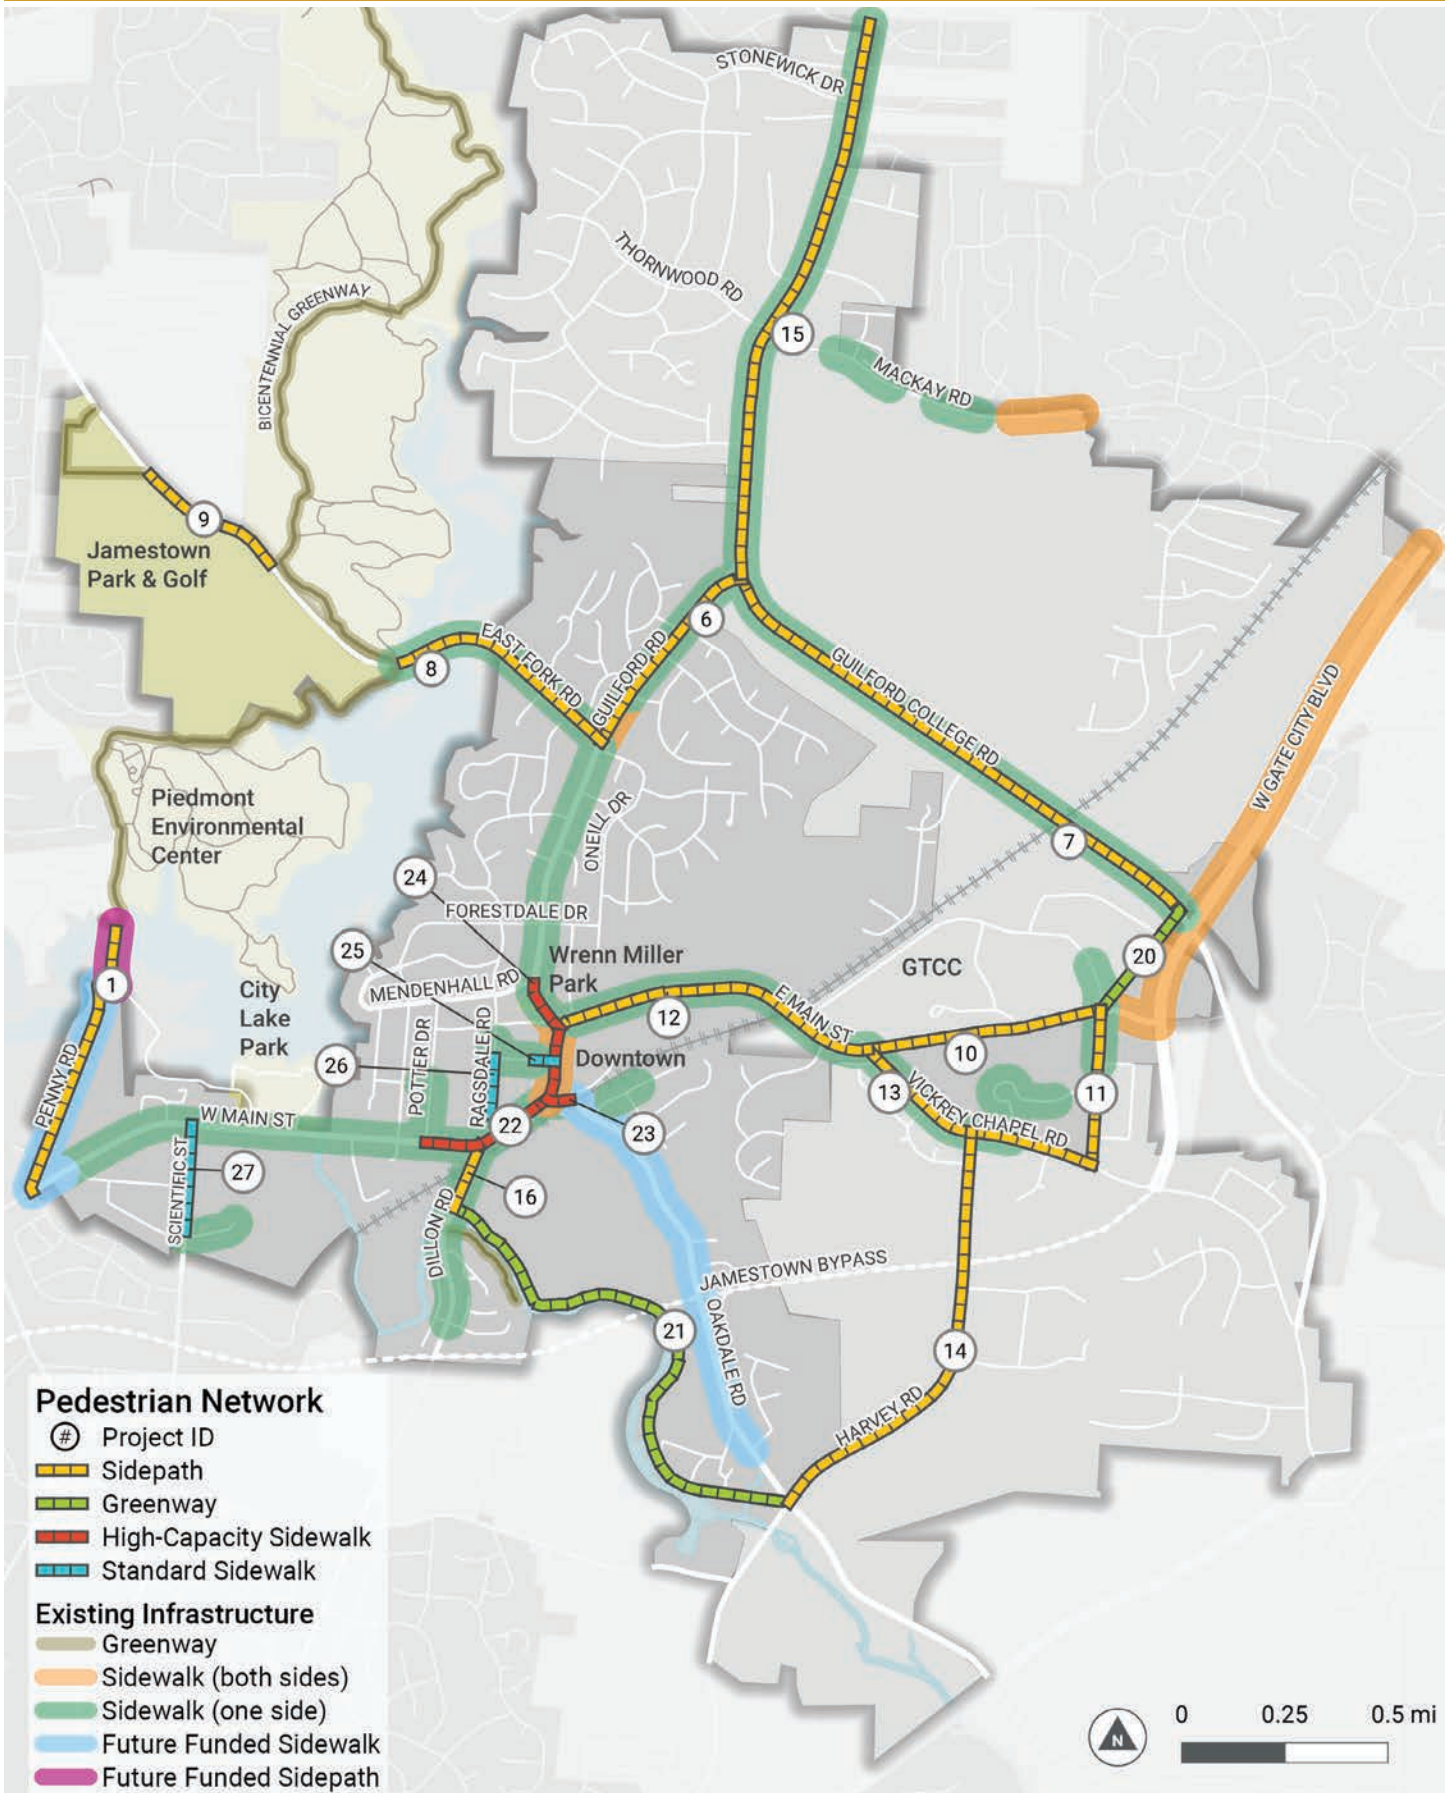 STONEWICK DR
THORNWOOD RD
BICENTENNIAL GREENWAY
15
MACKAY RD
9
Jamestown
Park & Golf
6
EAST FORK RD
GUILFORD RD
8
GUILFORD COLLEGE RD
W GATE CITY BLVD
Piedmont
Environmental
Center
ONEILL DR
7
24
FORESTDALE DR
25
Wrenn Miller
Park
GTCC
20
1
MENDENHALL RD
City
Lake
Park
E MAIN ST
12
10
PENNY RD
26
POTTER DR
RAGSDALE RD
Downtown
13
11
W MAIN ST
22
23
VICKREY CHAPEL RD
SCIENTIFIC ST
27
16
DILLON RD
JAMESTOWN BYPASS
21
OAKDALE RD
14
HARVEY RD
Pedestrian Network
# Project ID
Sidepath
Greenway
High-Capacity Sidewalk
Standard Sidewalk
Existing Infrastructure
Greenway
Sidewalk (both sides)
Sidewalk (one side)
Future Funded Sidewalk
Future Funded Sidepath
N
0 0.25 0.5 mi